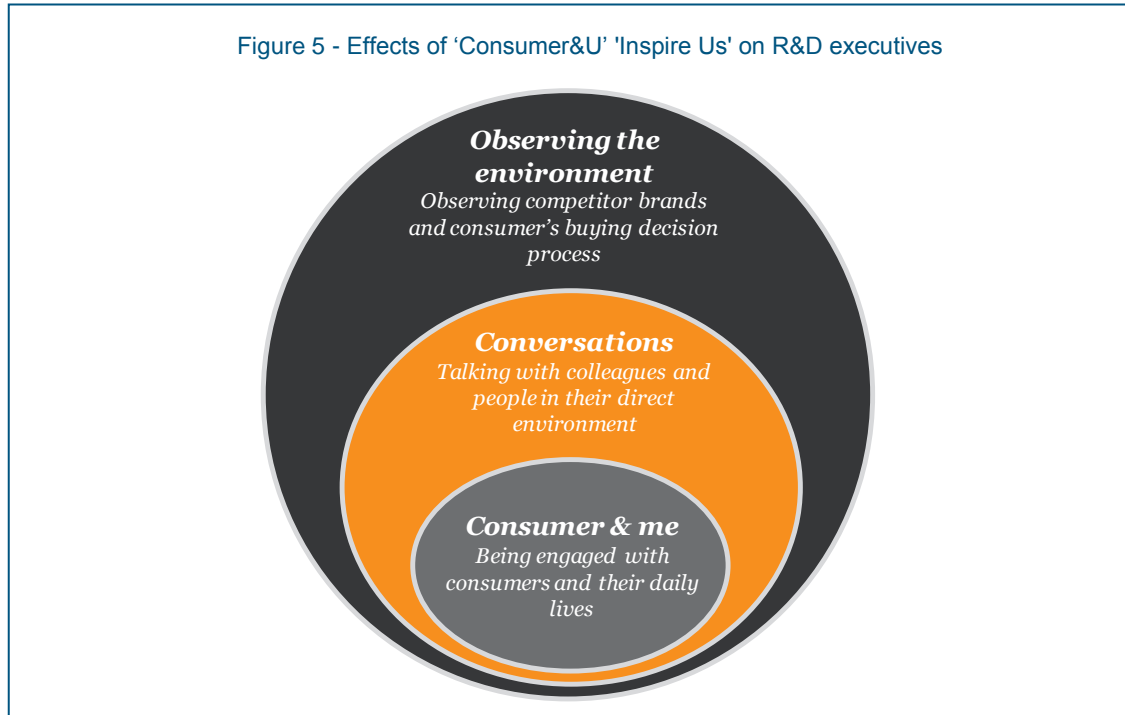 Figure 5 - Effects of ‘Consumer&U’ 'Inspire Us' on R&D executives
Observing the
environment
Observing competitor brands
and consumer’s buying decision
process
Conversations
Talking with colleagues and
people in their direct
environment
Consumer & me
Being engaged with
consumers and their daily
lives